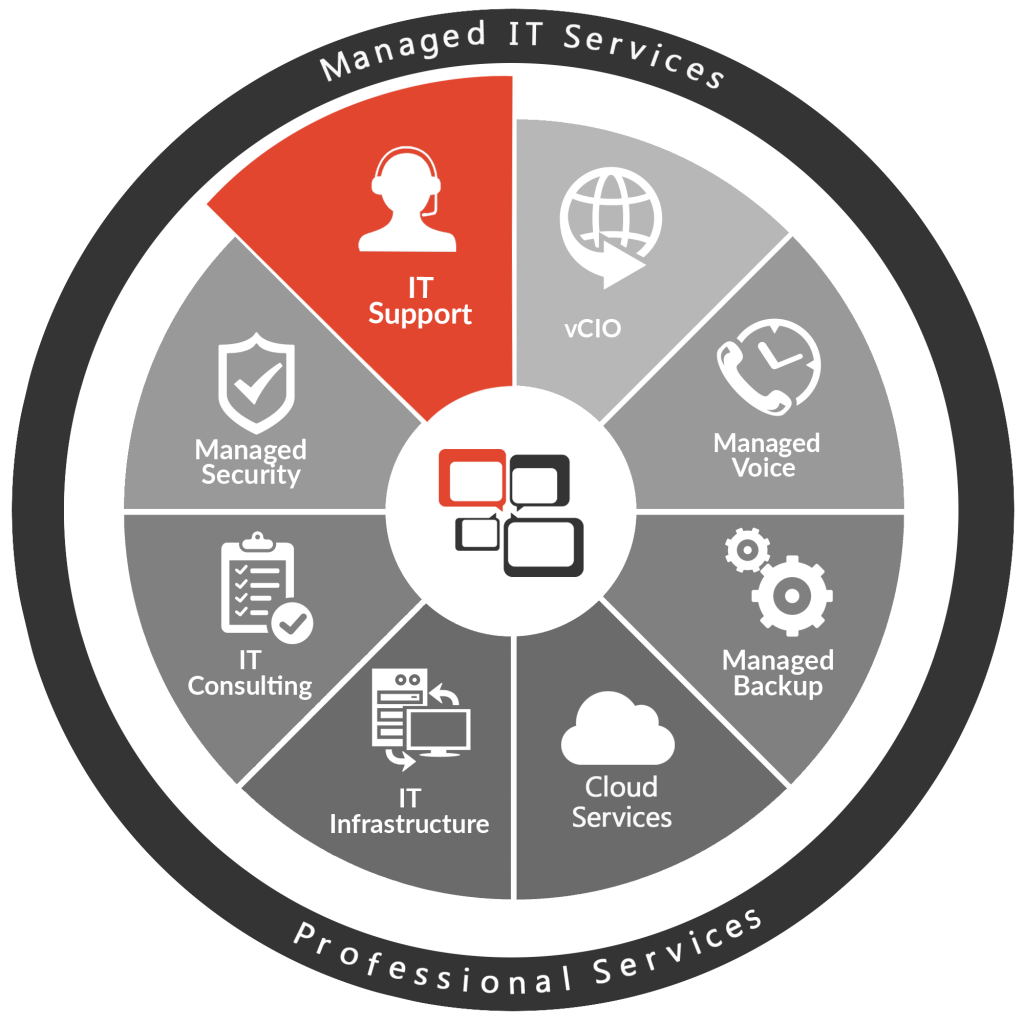 Managed IT Services
IT
Support
vCIO
Managed
Voice
Managed
Security
Managed
Backup
IT
Consulting
Cloud
Services
IT
Infrastructure
Professional Services